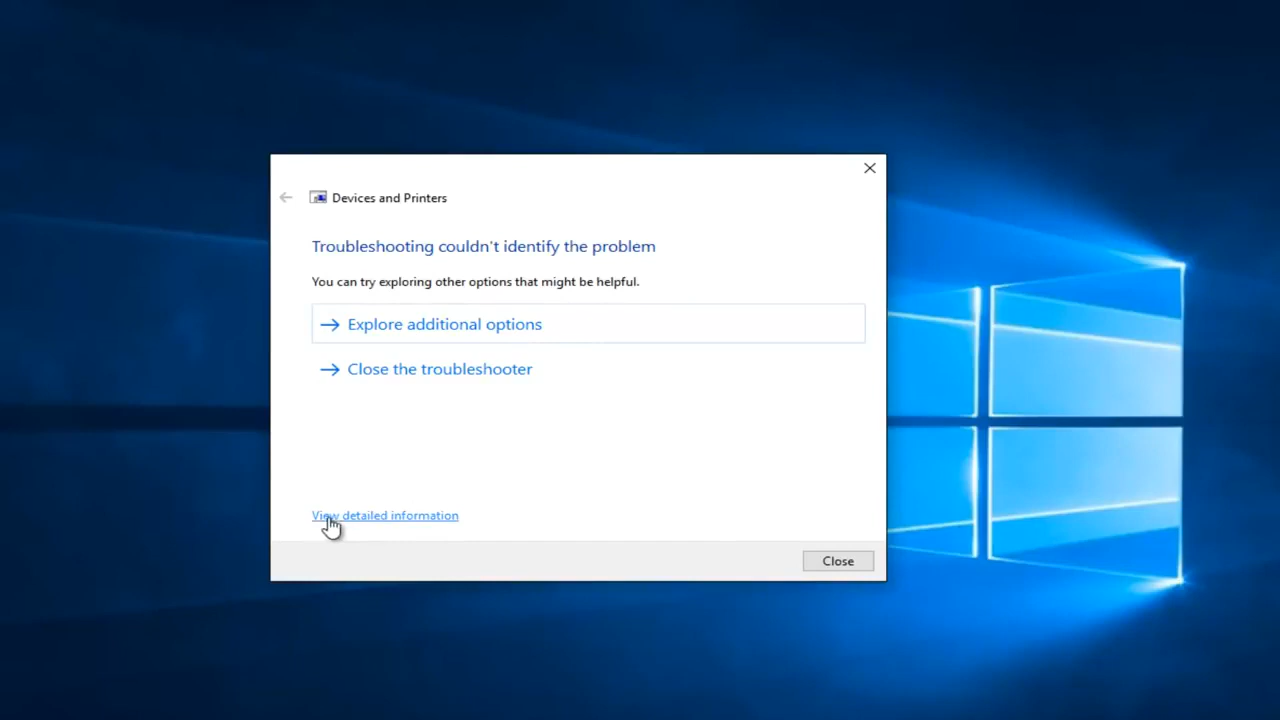 Devices and Printers
Troubleshooting couldn't identify the problem
You can try exploring other options that might be helpful.
Explore additional options
Close the troubleshooter
View detailed information
Close